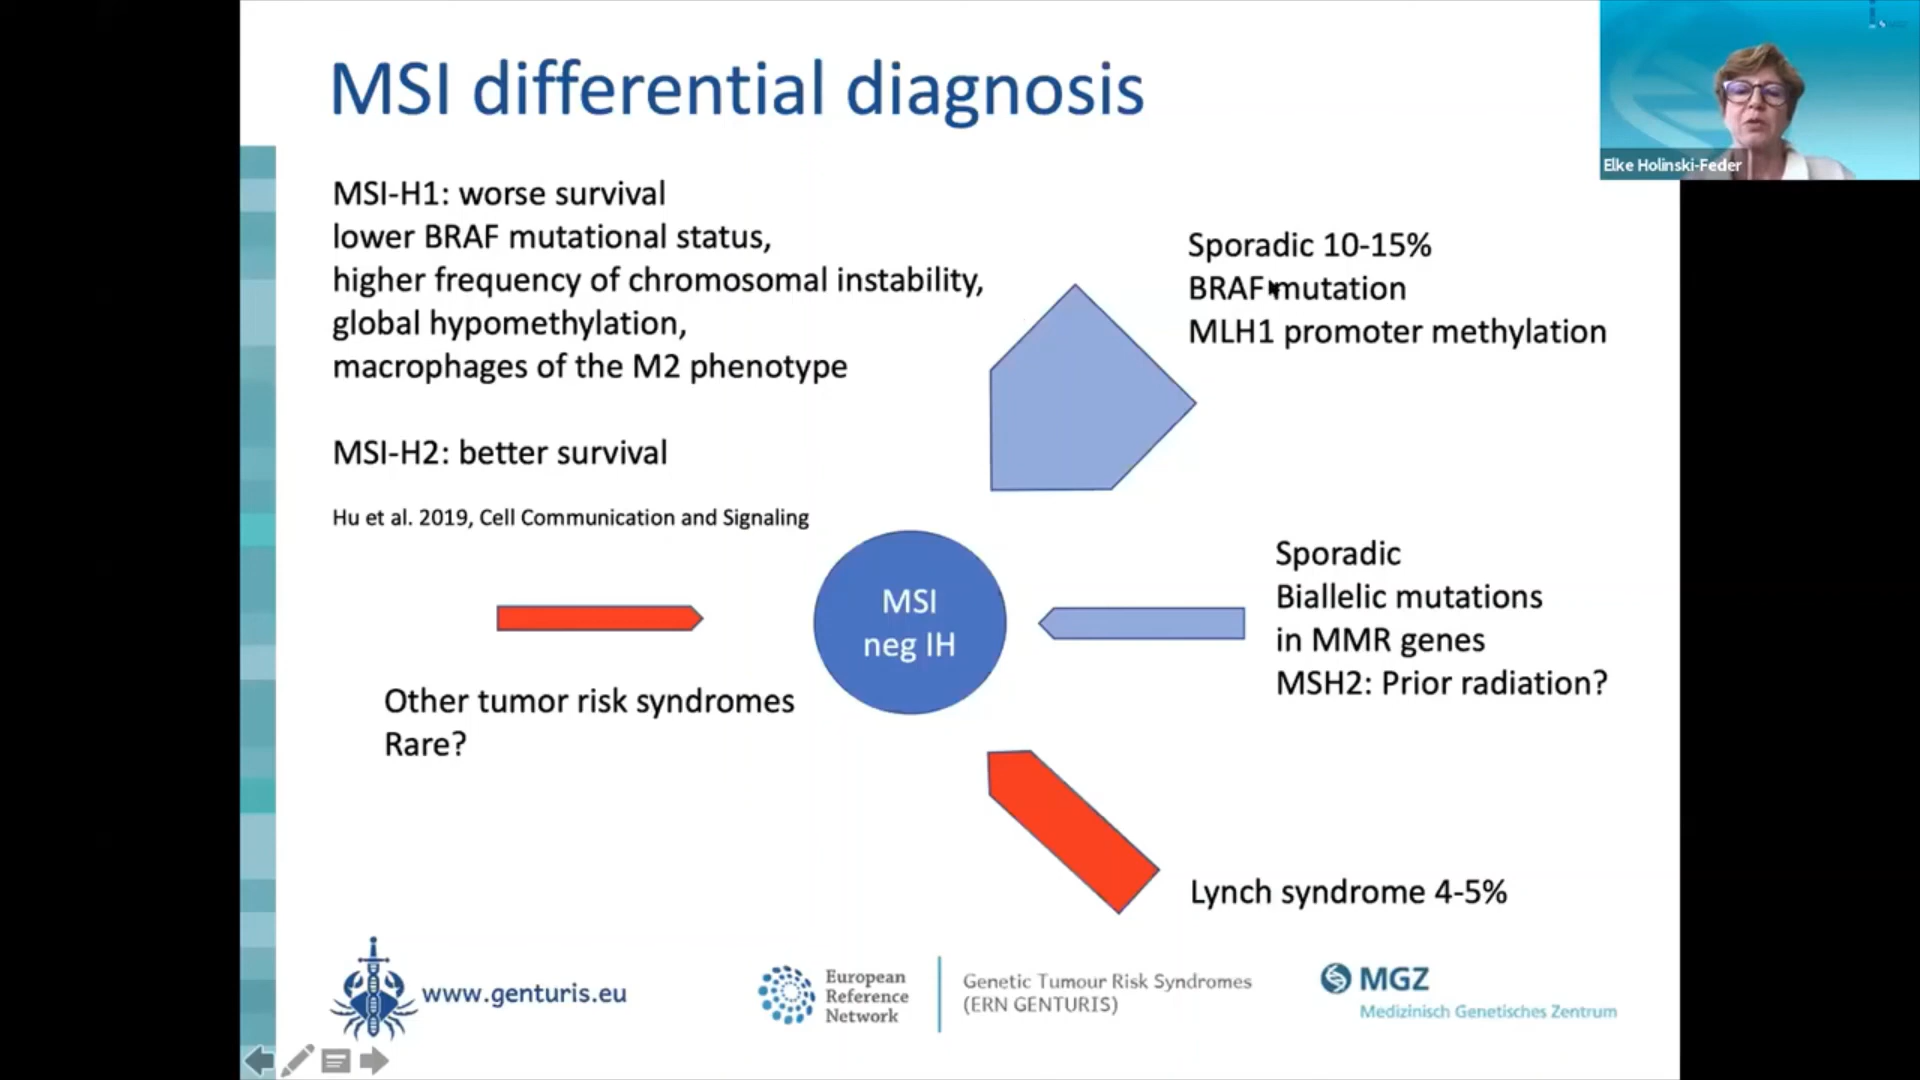 MSI differential diagnosis
Elke Holinski-Feder
MSI-H1: worse survival
lower BRAF mutational status,
higher frequency of chromosomal instability,
global hypomethylation,
macrophages of the M2 phenotype
MSI-H2: better survival
Hu et al. 2019, Cell Communication and Signaling
Sporadic 10-15%
BRAF mutation
MLH1 promoter methylation
MSI
neg IH
Sporadic
Biallelic mutations
in MMR genes
MSH2: Prior radiation?
Other tumor risk syndromes
Rare?
Lynch syndrome 4-5%
www.genturis.eu
European
Reference
Network
Genetic Tumour Risk Syndromes
(ERN GENTURIS)
MGZ
Medizinisch Genetisches Zentrum